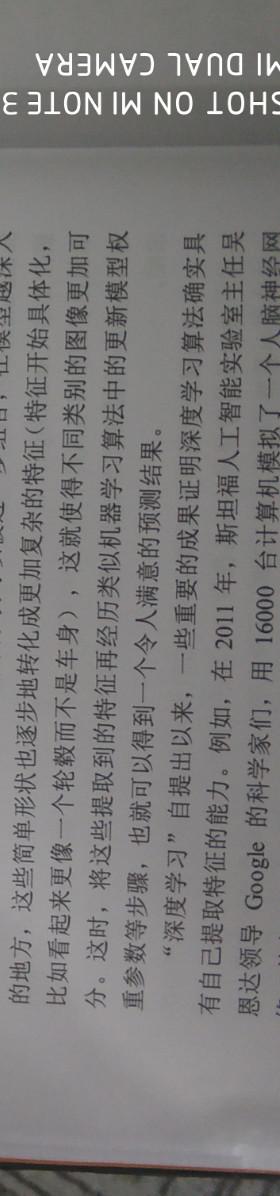 的地方，这些简单形状也逐步地转化成更加复杂的特征（特征开始具体化，
比如看起来更像一个轮毂而不是车身），这就使得不同类别的图像更加可
分。这时，将这些提取到的特征再经历类似机器学习算法中的更新模型权
重参数等步骤，也就可以得到一个令人满意的预测结果。
“深度学习”自提出以来，一些重要的成果证明深度学习算法确实具
有自己提取特征的能力。例如，在 2011 年，斯坦福人工智能实验室主任吴
恩达领导 Google 的科学家们，用 16000 台计算机模拟了一个人脑神经网
SHOT ON MI NOTE 3
MI DUAL CAMERA